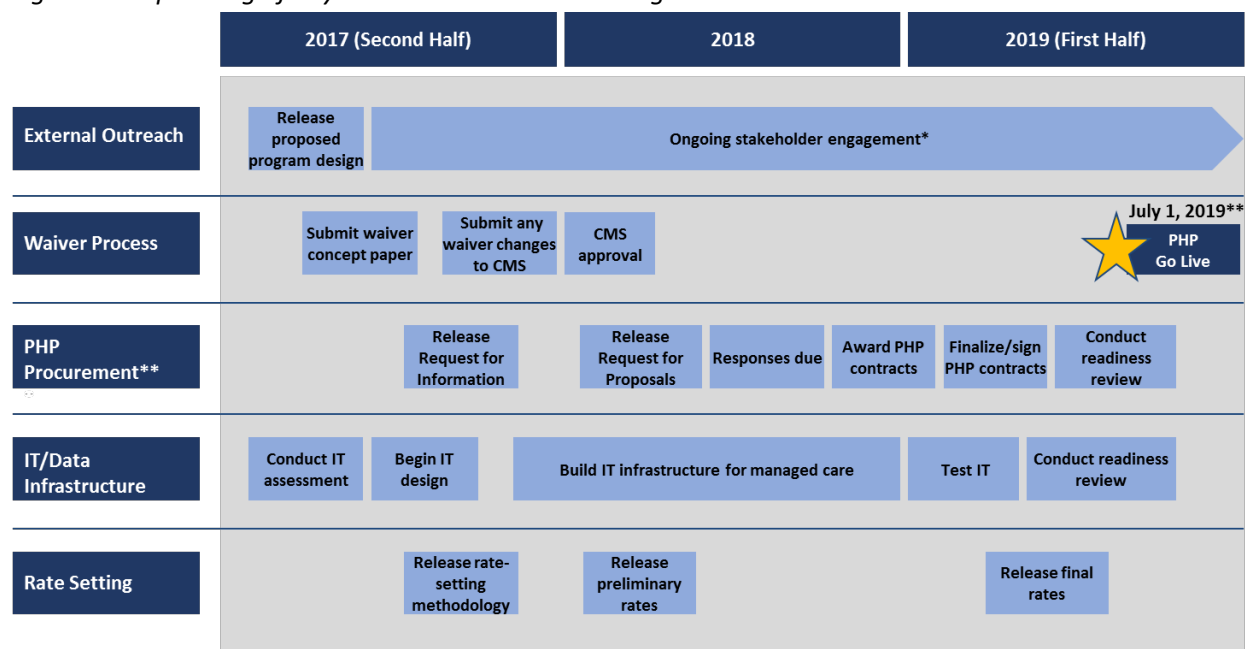 2017 (Second Half)
2018
2019 (First Half)
External Outreach
Release
proposed
program design
Ongoing stakeholder engagement*
Waiver Process
Submit waiver
concept paper
Submit any
waiver changes
to CMS
CMS
approval
July 1, 2019**
PHP
Go Live
PHP
Procurement**
Release
Request for
Information
Release
Request for
Proposals
Responses due
Award PHP
contracts
Finalize/sign
PHP contracts
Conduct
readiness
review
IT/Data
Infrastructure
Conduct IT
assessment
Begin IT
design
Build IT infrastructure for managed care
Test IT
Conduct readiness
review
Rate Setting
Release rate-
setting
methodology
Release
preliminary
rates
Release final
rates